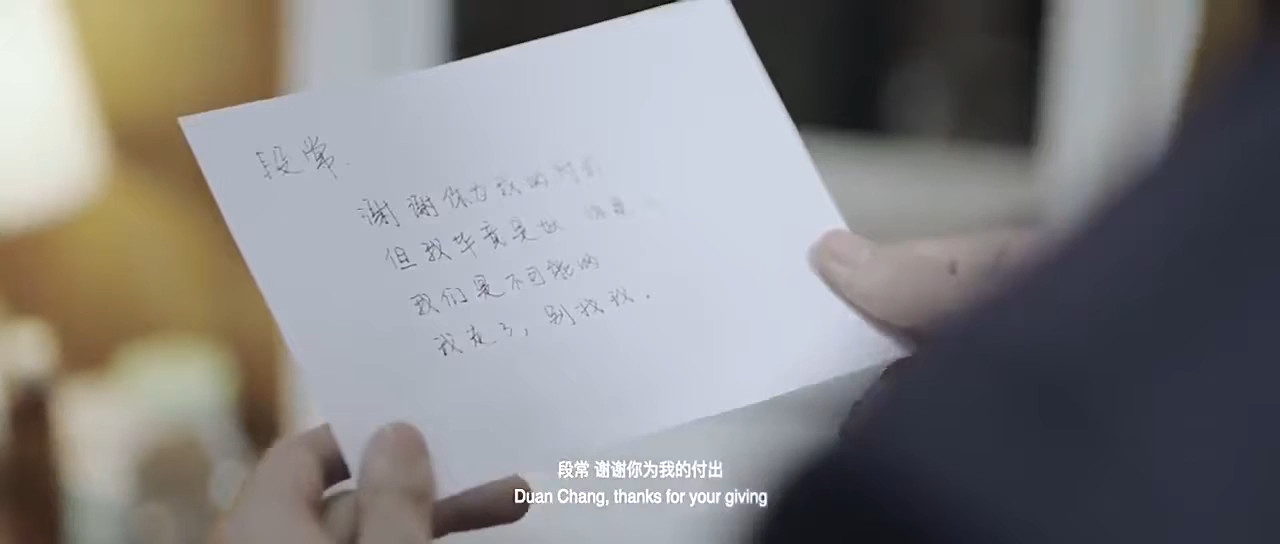 段常.
谢谢你为我的付出
但我毕竟是
我们是不可能的
我走了，别找我.
段常 谢谢你为我的付出
Duan Chang, thanks for your giving